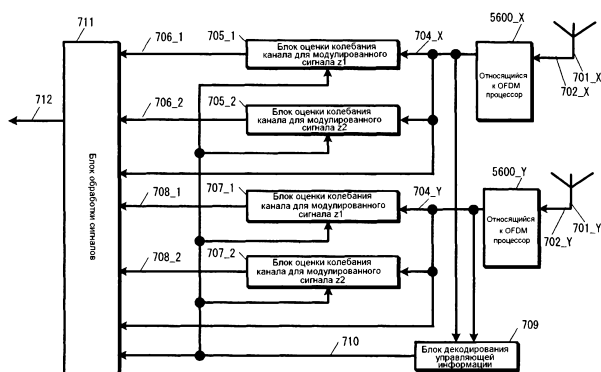 711
706_1
705_1
Блок оценки колебания
канала для модулированного
сигнала z1
704_X
5600_X
Относящийся
к OFDM
процессор
701_X
702_X
706_2
705_2
Блок оценки колебания
канала для модулированного
сигнала z2
712
Блок обработки сигналов
708_1
707_1
Блок оценки колебания
канала для модулированного
сигнала z1
704_Y
5600_Y
Относящийся
к OFDM
процессор
701_Y
702_Y
708_2
707_2
Блок оценки колебания
канала для модулированного
сигнала z2
710
709
Блок декодирования
управляющей
информации